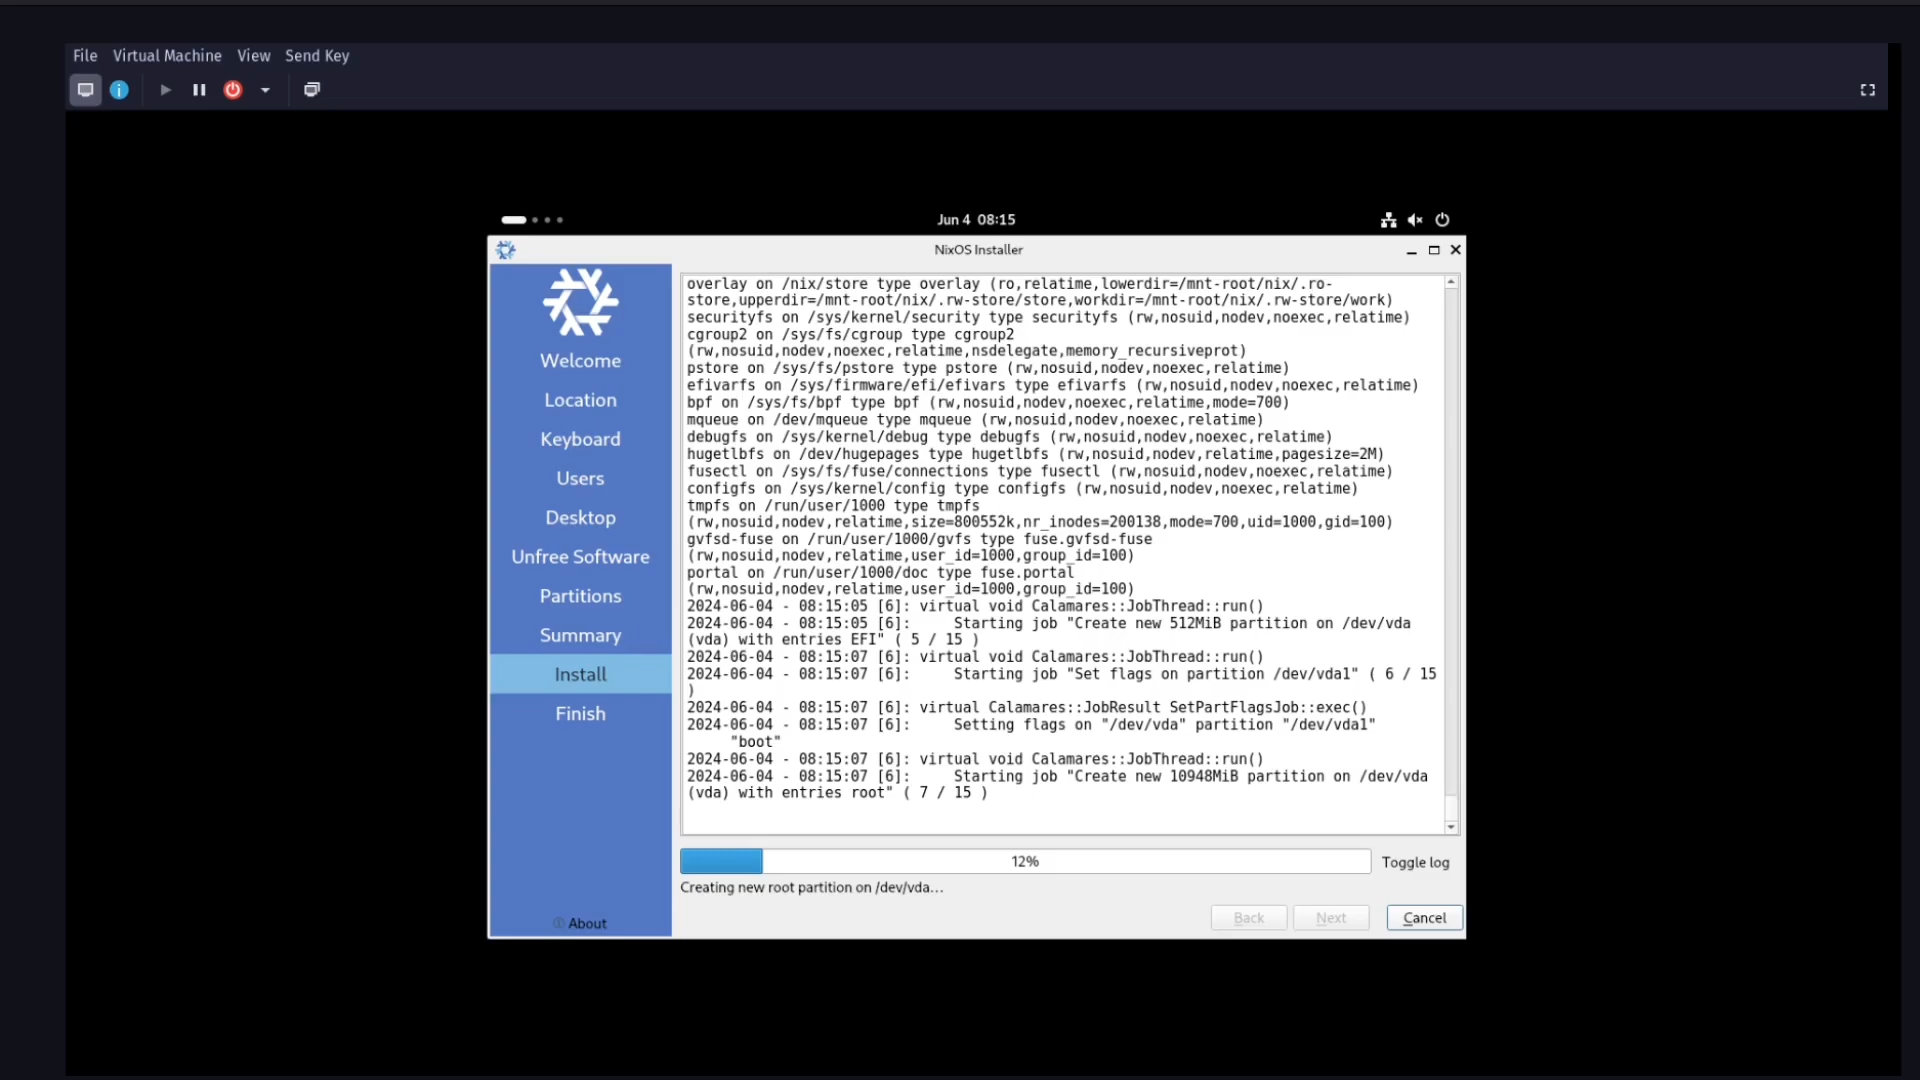 File Virtual Machine View Send Key
Jun 4 08:15
NixOS Installer
Welcome
Location
Keyboard
Users
Desktop
Unfree Software
Partitions
Summary
Install
Finish
About
overlay on /nix/store type overlay (ro,relatime,lowerdir=/mnt-root/nix/.ro-
store,upperdir=/mnt-root/nix/.rw-store/store,workdir=/mnt-root/nix/.rw-store/work)
securityfs on /sys/kernel/security type securityfs (rw,nosuid,nodev,noexec,relatime)
cgroup2 on /sys/fs/cgroup type cgroup2
(rw,nosuid,nodev,noexec,relatime,nsdelegate,memory_recursiveprot)
pstore on /sys/fs/pstore type pstore (rw,nosuid,nodev,noexec,relatime)
efivarfs on /sys/firmware/efi/efivars type efivarfs (rw,nosuid,nodev,noexec,relatime)
bpf on /sys/fs/bpf type bpf (rw,nosuid,nodev,noexec,relatime,mode=700)
mqueue on /dev/mqueue type mqueue (rw,nosuid,nodev,noexec,relatime)
debugfs on /sys/kernel/debug type debugfs (rw,nosuid,nodev,noexec,relatime)
hugetlbfs on /dev/hugepages type hugetlbfs (rw,nosuid,nodev,relatime,pagesize=2M)
fusectl on /sys/fs/fuse/connections type fusectl (rw,nosuid,nodev,noexec,relatime)
configfs on /sys/kernel/config type configfs (rw,nosuid,nodev,noexec,relatime)
tmpfs on /run/user/1000 type tmpfs
(rw,nosuid,nodev,relatime,size=800552k,nr_inodes=200138,mode=700,uid=1000,gid=100)
gvfsd-fuse on /run/user/1000/gvfs type fuse.gvfsd-fuse
(rw,nosuid,nodev,relatime,user_id=1000,group_id=100)
portal on /run/user/1000/doc type fuse.portal
(rw,nosuid,nodev,relatime,user_id=1000,group_id=100)
2024-06-04 - 08:15:05 [6]: virtual void Calamares::JobThread::run()
2024-06-04 - 08:15:05 [6]:     Starting job "Create new 512MiB partition on /dev/vda
(vda) with entries EFI" ( 5 / 15 )
2024-06-04 - 08:15:07 [6]: virtual void Calamares::JobThread::run()
2024-06-04 - 08:15:07 [6]:     Starting job "Set flags on partition /dev/vda1" ( 6 / 15
)
2024-06-04 - 08:15:07 [6]: virtual Calamares::JobResult SetPartFlagsJob::exec()
2024-06-04 - 08:15:07 [6]:     Setting flags on "/dev/vda" partition "/dev/vda1"
"boot"
2024-06-04 - 08:15:07 [6]: virtual void Calamares::JobThread::run()
2024-06-04 - 08:15:07 [6]:     Starting job "Create new 10948MiB partition on /dev/vda
(vda) with entries root" ( 7 / 15 )
12% Toggle log
Creating new root partition on /dev/vda…
Back Next Cancel